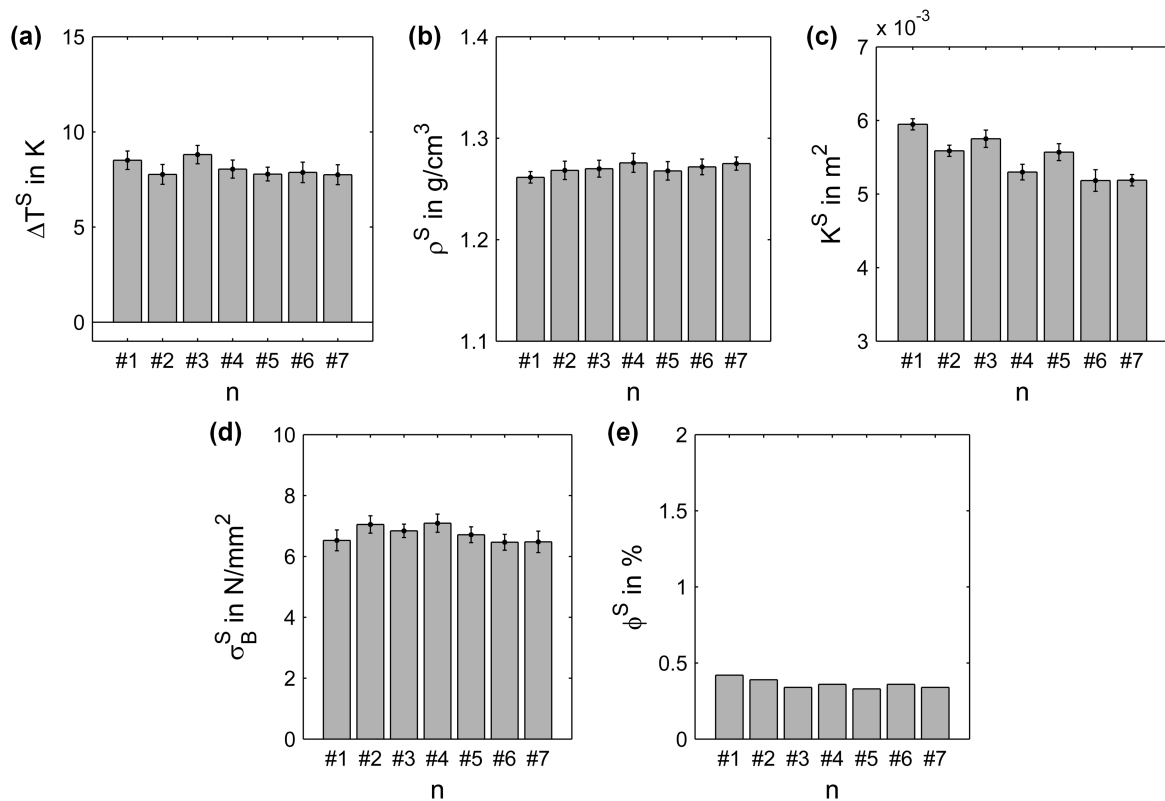 (a)
15
10
5
0
ΔT^S in K
#1 #2 #3 #4 #5 #6 #7
n
(b)
1.4
1.3
1.2
1.1
ρ^S in g/cm^3
#1 #2 #3 #4 #5 #6 #7
n
(c)
x 10^-3
7
6
5
4
3
K^S in m^2
#1 #2 #3 #4 #5 #6 #7
n
(d)
10
8
6
4
2
0
σ_B^S in N/mm^2
#1 #2 #3 #4 #5 #6 #7
n
(e)
2
1.5
1
0.5
0
ϕ^S in %
#1 #2 #3 #4 #5 #6 #7
n